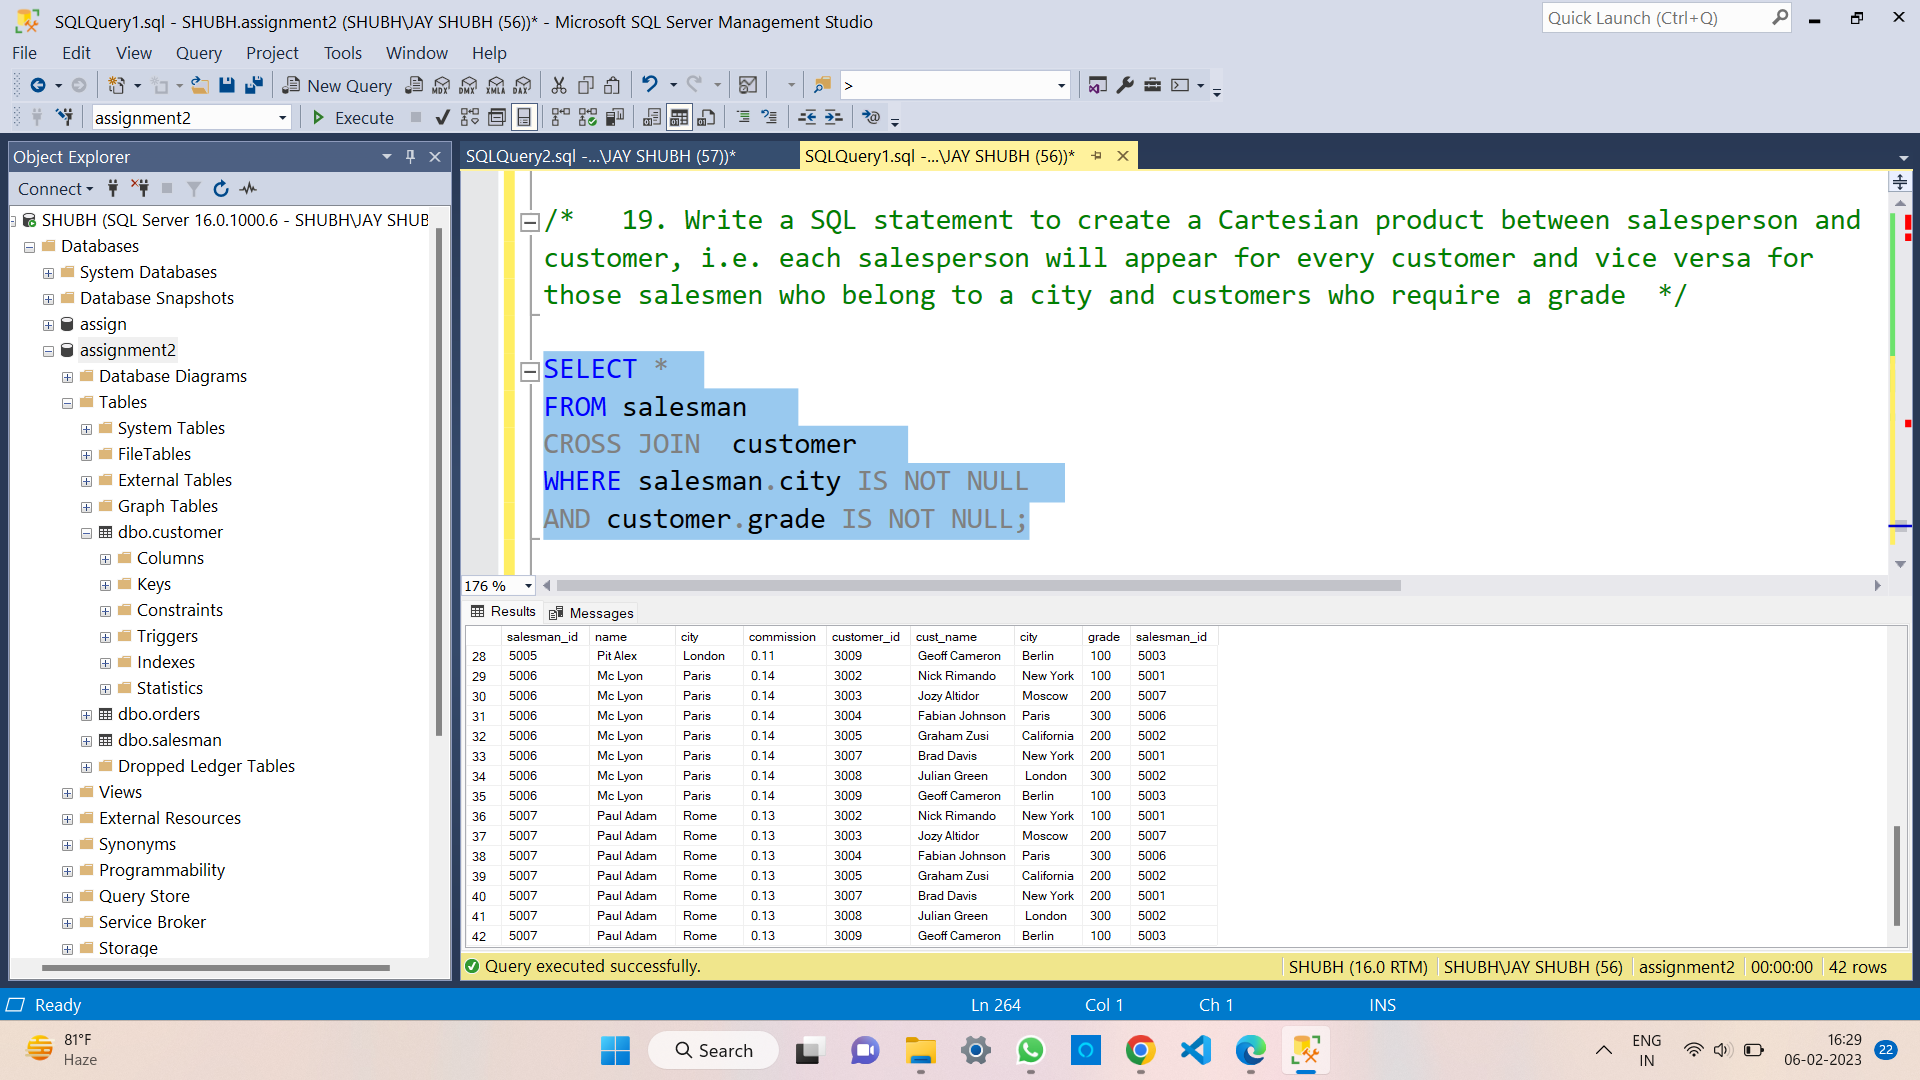 SQLQuery1.sql - SHUBH.assignment2 (SHUBH\JAY SHUBH (56))* - Microsoft SQL Server Management Studio
Quick Launch (Ctrl+Q)
File Edit View Query Project Tools Window Help
New Query
MDX DMX XMLA DAX
>
assignment2
Execute
Object Explorer
SQLQuery2.sql -...\JAY SHUBH (57))*
SQLQuery1.sql -...\JAY SHUBH (56))*
Connect
SHUBH (SQL Server 16.0.1000.6 - SHUBH\JAY SHUB
Databases
System Databases
Database Snapshots
assign
assignment2
Database Diagrams
Tables
System Tables
FileTables
External Tables
Graph Tables
dbo.customer
Columns
Keys
Constraints
Triggers
Indexes
Statistics
dbo.orders
dbo.salesman
Dropped Ledger Tables
Views
External Resources
Synonyms
Programmability
Query Store
Service Broker
Storage
/*   19. Write a SQL statement to create a Cartesian product between salesperson and
customer, i.e. each salesperson will appear for every customer and vice versa for
those salesmen who belong to a city and customers who require a grade  */
SELECT *
FROM salesman
CROSS JOIN  customer
WHERE salesman.city IS NOT NULL
AND customer.grade IS NOT NULL;
176 %
Results Messages
salesman_id name city commission customer_id cust_name city grade salesman_id
28 5005 Pit Alex London 0.11 3009 Geoff Cameron Berlin 100 5003
29 5006 Mc Lyon Paris 0.14 3002 Nick Rimando New York 100 5001
30 5006 Mc Lyon Paris 0.14 3003 Jozy Altidor Moscow 200 5007
31 5006 Mc Lyon Paris 0.14 3004 Fabian Johnson Paris 300 5006
32 5006 Mc Lyon Paris 0.14 3005 Graham Zusi California 200 5002
33 5006 Mc Lyon Paris 0.14 3007 Brad Davis New York 200 5001
34 5006 Mc Lyon Paris 0.14 3008 Julian Green London 300 5002
35 5006 Mc Lyon Paris 0.14 3009 Geoff Cameron Berlin 100 5003
36 5007 Paul Adam Rome 0.13 3002 Nick Rimando New York 100 5001
37 5007 Paul Adam Rome 0.13 3003 Jozy Altidor Moscow 200 5007
38 5007 Paul Adam Rome 0.13 3004 Fabian Johnson Paris 300 5006
39 5007 Paul Adam Rome 0.13 3005 Graham Zusi California 200 5002
40 5007 Paul Adam Rome 0.13 3007 Brad Davis New York 200 5001
41 5007 Paul Adam Rome 0.13 3008 Julian Green London 300 5002
42 5007 Paul Adam Rome 0.13 3009 Geoff Cameron Berlin 100 5003
Query executed successfully.
SHUBH (16.0 RTM) SHUBH\JAY SHUBH (56) assignment2 00:00:00 42 rows
Ready Ln 264 Col 1 Ch 1 INS
81°F
Haze
Search
ENG
IN
16:29
06-02-2023
22